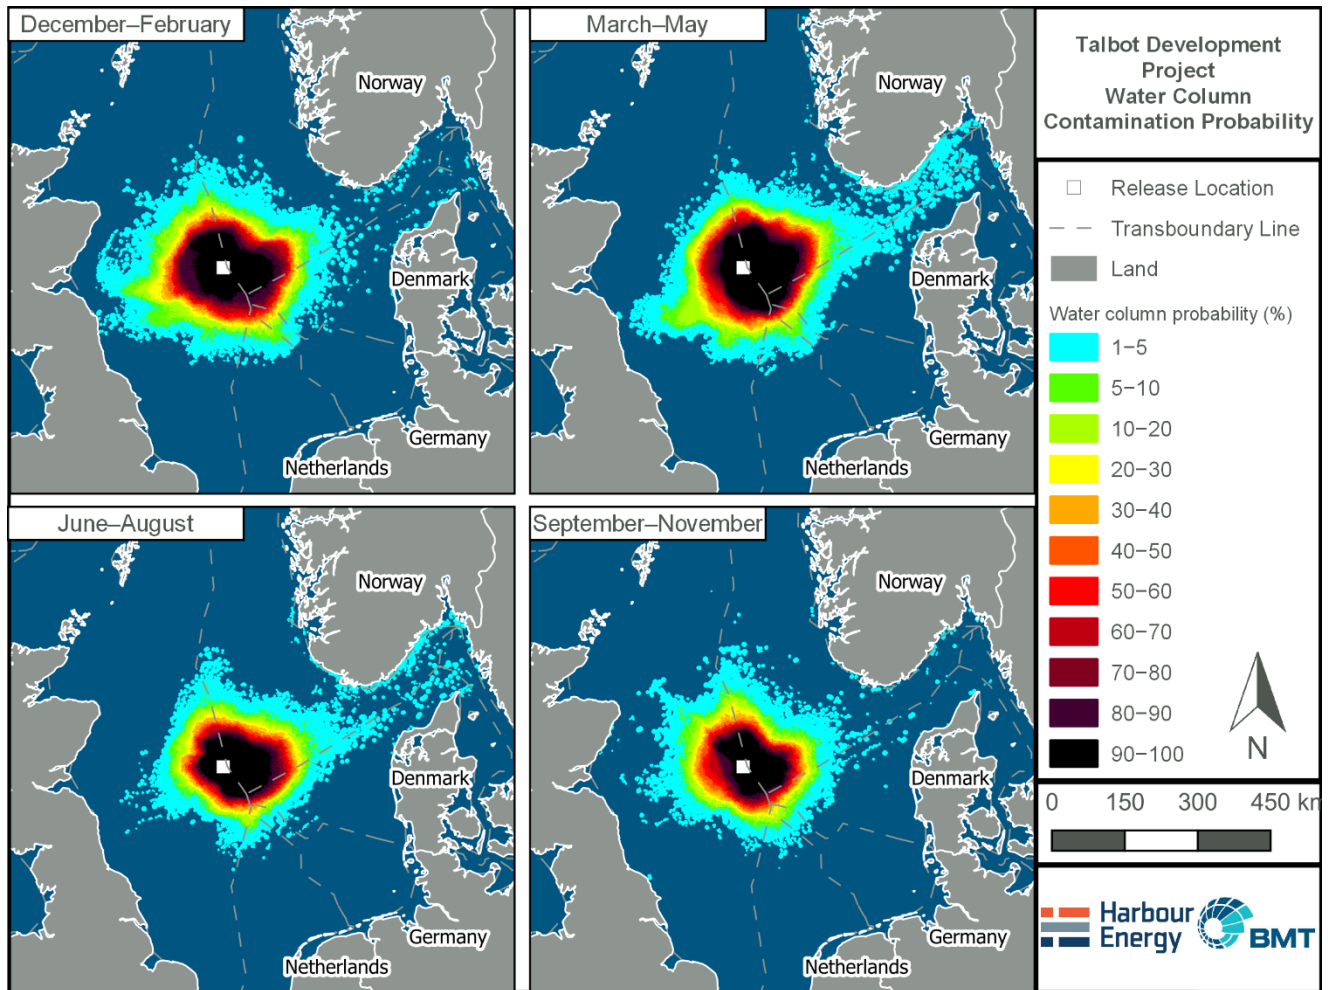 December–February
Norway
Denmark
Germany
Netherlands
March–May
Norway
Denmark
Germany
Netherlands
June–August
Norway
Denmark
Germany
Netherlands
September–November
Norway
Denmark
Germany
Netherlands
Talbot Development
Project
Water Column
Contamination Probability
Release Location
Transboundary Line
Land
Water column probability (%)
1–5
5–10
10–20
20–30
30–40
40–50
50–60
60–70
70–80
80–90
90–100
N
0 150 300 450 km
Harbour
Energy
BMT